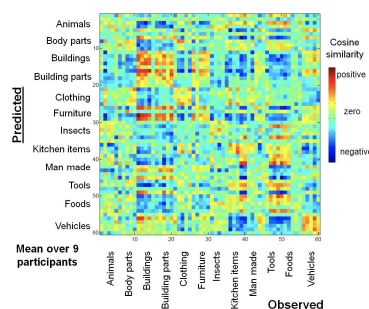 Animals
Body parts
10
Buildings
Building parts
20
Clothing
Furniture
30
Insects
Kitchen items
40
Man made
Tools
50
Foods
Vehicles
60
Predicted
Cosine
similarity
positive
zero
negative
10 20 30 40 50 60
Mean over 9
participants
Animals
Body parts
Buildings
Building parts
Clothing
Furniture
Insects
Kitchen items
Man made
Tools
Foods
Vehicles
Observed